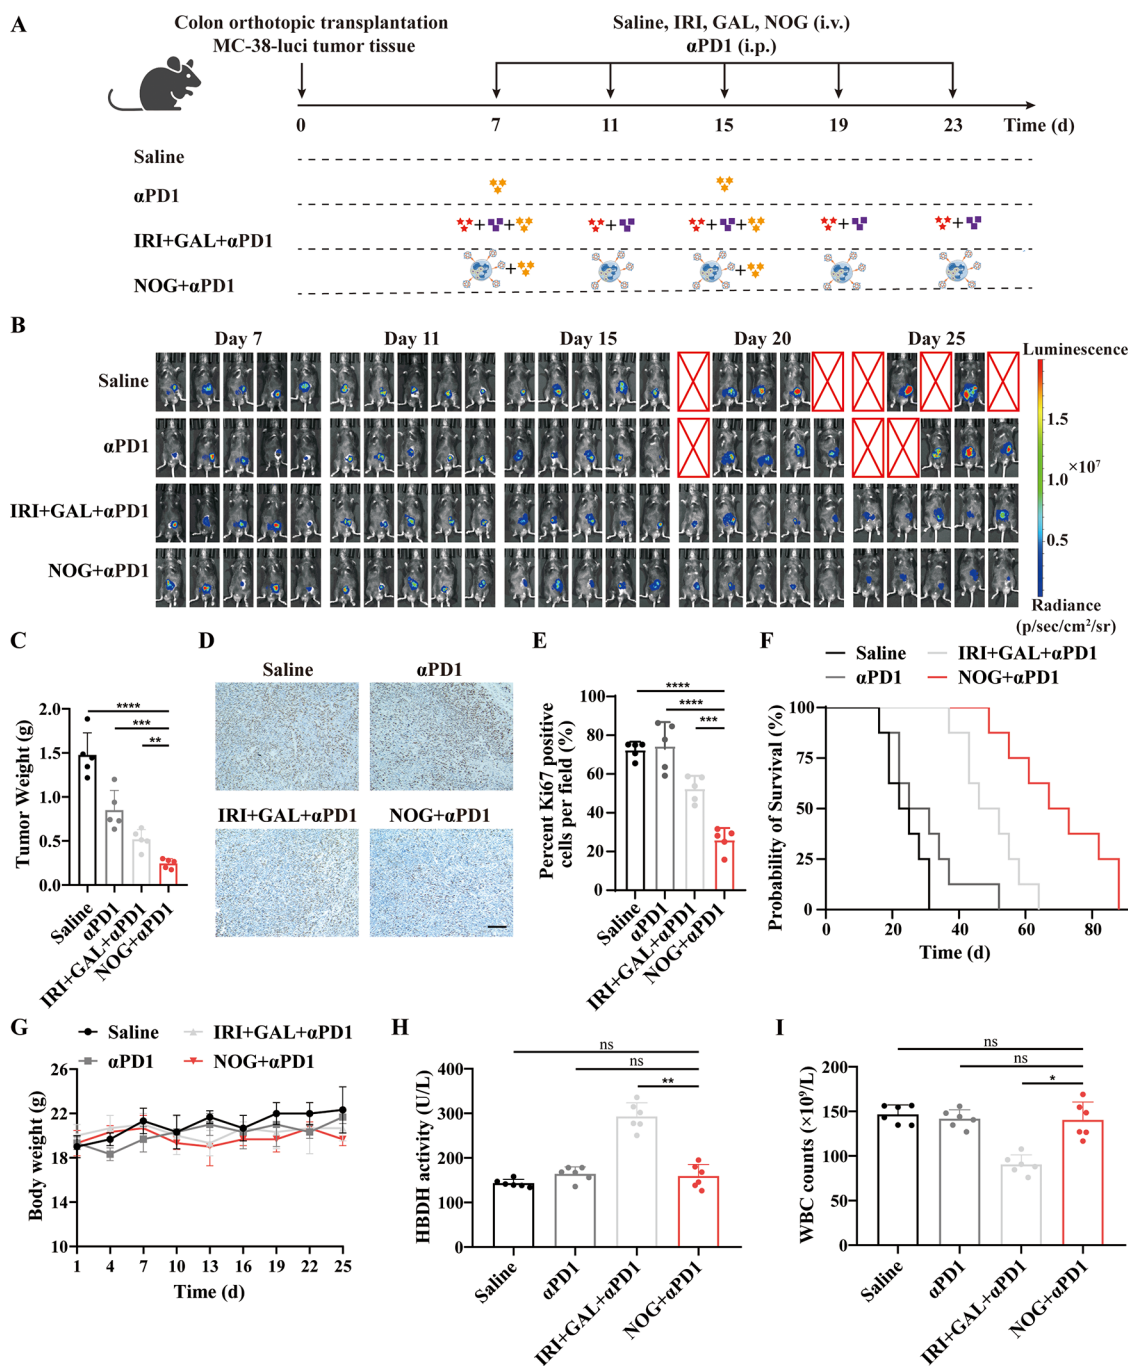 A
Colon orthotopic transplantation
MC-38-luci tumor tissue
Saline, IRI, GAL, NOG (i.v.)
αPD1 (i.p.)
0 7 11 15 19 23 Time (d)
Saline
αPD1
+ + + + + + +
IRI+GAL+αPD1
+ +
NOG+αPD1
B
Day 7 Day 11 Day 15 Day 20 Day 25
Luminescence
Saline
αPD1
IRI+GAL+αPD1
NOG+αPD1
1.5
×10⁷
1.0
0.5
Radiance
(p/sec/cm²/sr)
C
Tumor Weight (g)
2.0
1.5
1.0
0.5
0.0
****
***
**
Saline
αPD1
IRI+GAL+αPD1
NOG+αPD1
D
Saline αPD1
IRI+GAL+αPD1 NOG+αPD1
E
Percent Ki67 positive
cells per field (%)
100
80
60
40
20
0
****
****
***
Saline
αPD1
IRI+GAL+αPD1
NOG+αPD1
F
Saline IRI+GAL+αPD1
αPD1 NOG+αPD1
Probability of Survival (%)
100
75
50
25
0
0 20 40 60 80
Time (d)
G
Saline IRI+GAL+αPD1
αPD1 NOG+αPD1
Body weight (g)
26
22
18
14
10
1 4 7 10 13 16 19 22 25
Time (d)
H
HBDH activity (U/L)
400
300
200
150
100
50
0
ns
ns
**
Saline
αPD1
IRI+GAL+αPD1
NOG+αPD1
I
WBC counts (×10⁹/L)
200
150
100
50
0
ns
ns
*
Saline
αPD1
IRI+GAL+αPD1
NOG+αPD1